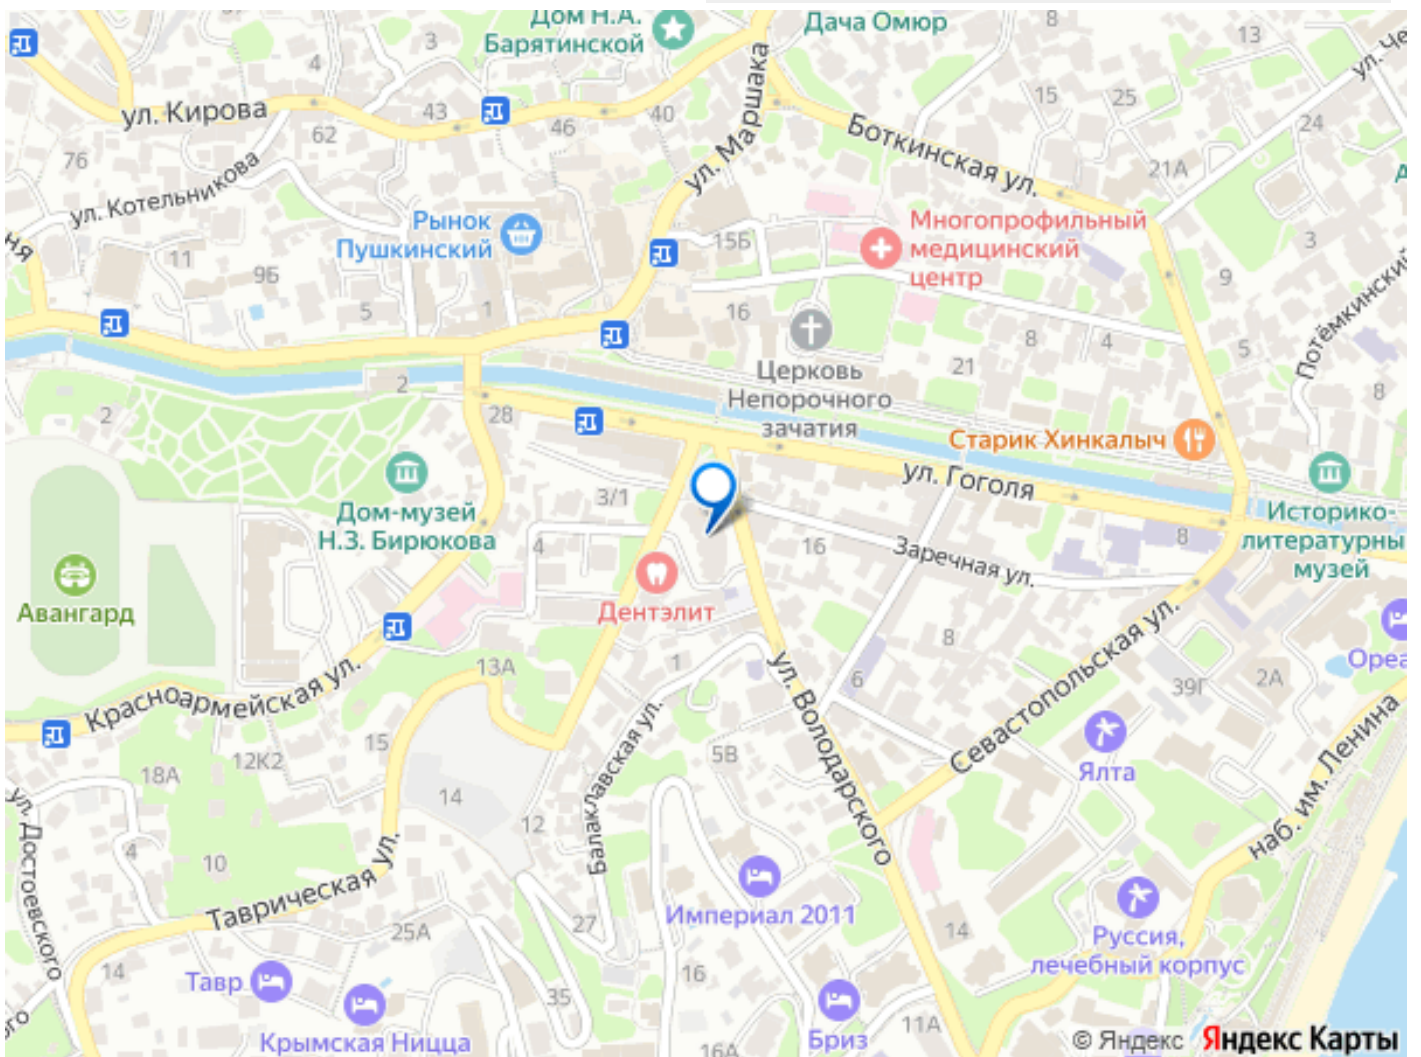 Дом Н.А.
Барятинской
Дача Омюр
8
13
ул. Че
3
4
ул. Кирова
43
46
40
62
76
ул. Котельникова
ул. Маршака
15
25
24
Боткинская ул.
21А
ня
Рынок
Пушкинский
11
9Б
5
1
15Б
Многопрофильный
медицинский
центр
16
3
9
Потёмкинский
8
4
5
8
21
Церковь
Непорочного
зачатия
2
2
28
Старик Хинкалыч
ул. Гоголя
Историко-
литературны
музей
Дом-музей
Н.З. Бирюкова
3/1
4
16
Заречная ул.
8
Авангард
Дентэлит
8
Севастопольская ул.
Ореа
2А
39Г
Красноармейская ул.
13А
1
6
ул. Володарского
15
12К2
18А
5В
Ялта
наб. им. Ленина
14
12
Балаклавская ул.
ул. Достоевского
4
10
Таврическая ул.
25А
27
Империал 2011
14
Руссия,
лечебный корпус
14
Тавр
35
16
Крымская Ницца
Бриз
11А
16А
ого
© Яндекс Яндекс Карты